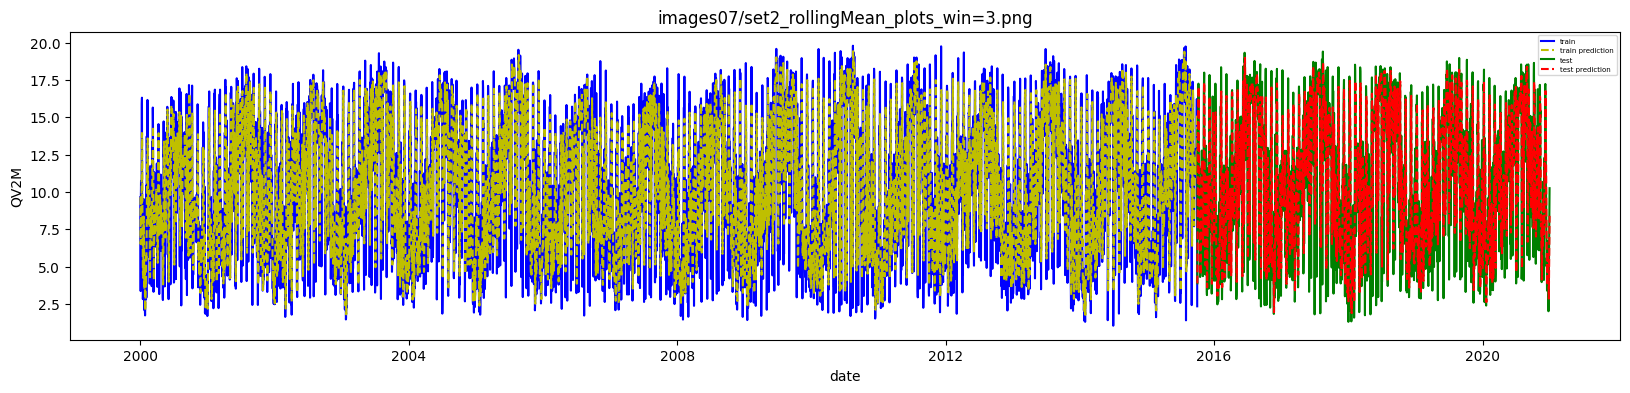 images07/set2_rollingMean_plots_win=3.png
train
train prediction
test
test prediction
20.0
17.5
15.0
12.5
10.0
7.5
5.0
2.5
QV2M
2000
2004
2008
2012
2016
2020
date